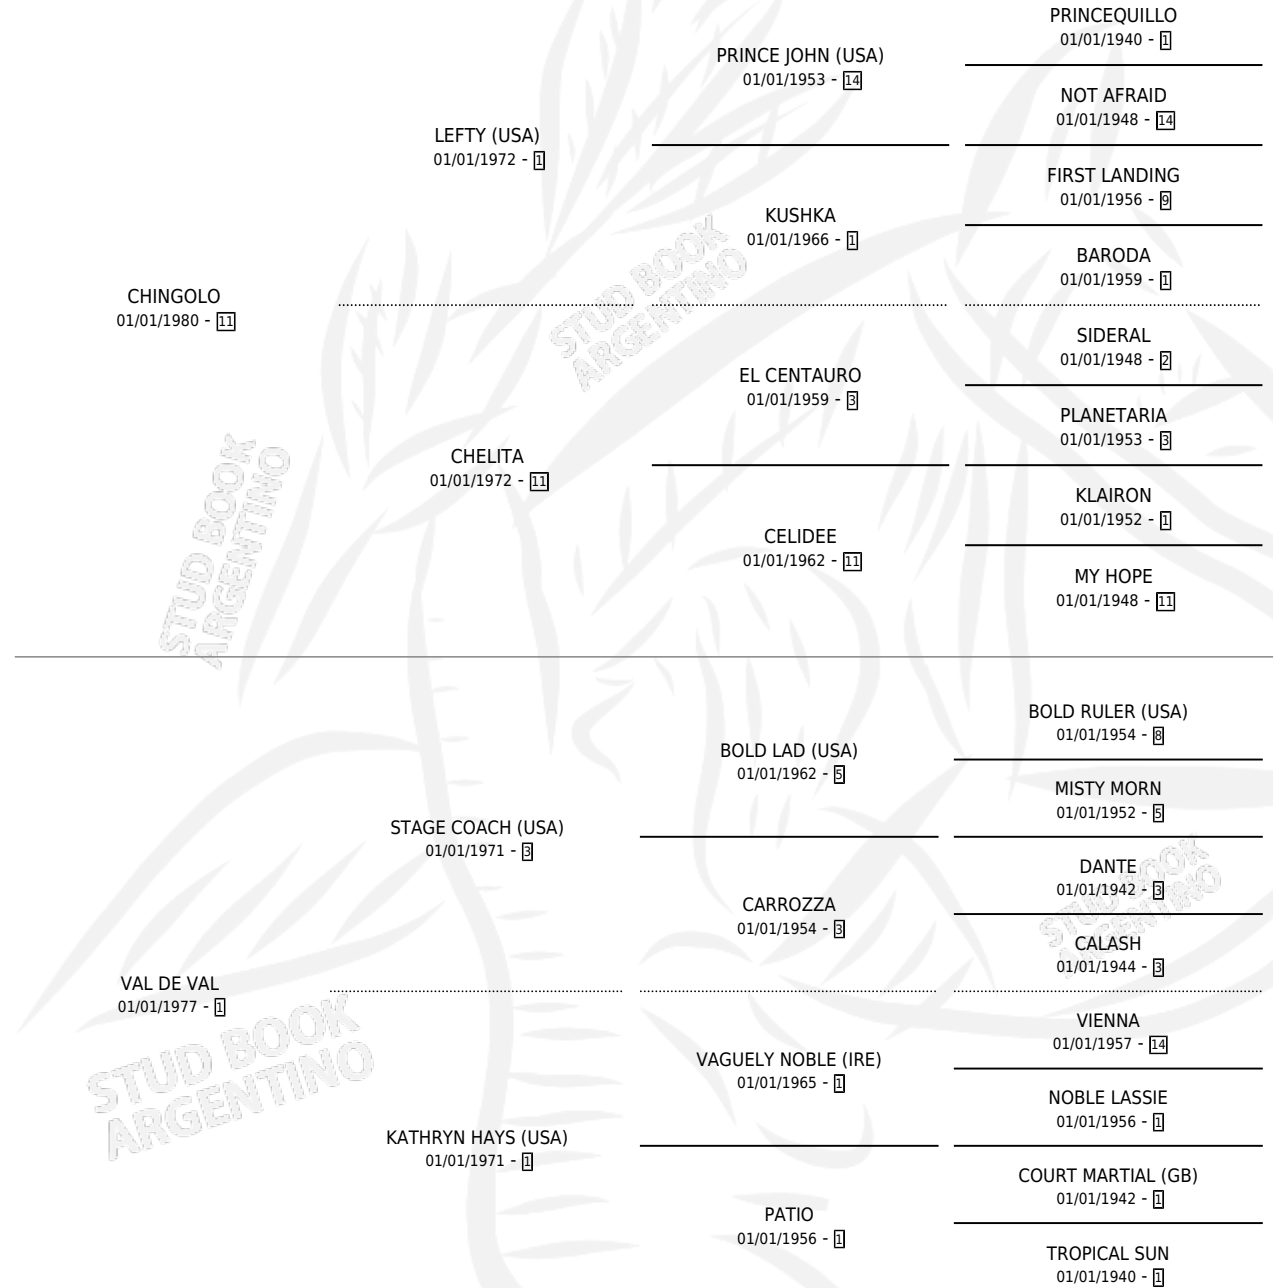 PRINCEQUILLO
01/01/1940 - 1
PRINCE JOHN (USA)
01/01/1953 - 14
NOT AFRAID
01/01/1948 - 14
LEFTY (USA)
01/01/1972 - 1
FIRST LANDING
01/01/1956 - 9
KUSHKA
01/01/1966 - 1
BARODA
01/01/1959 - 1
CHINGOLO
01/01/1980 - 11
SIDERAL
01/01/1948 - 2
EL CENTAURO
01/01/1959 - 3
PLANETARIA
01/01/1953 - 3
CHELITA
01/01/1972 - 11
KLAIRON
01/01/1952 - 1
CELIDEE
01/01/1962 - 11
MY HOPE
01/01/1948 - 11
BOLD RULER (USA)
01/01/1954 - 8
BOLD LAD (USA)
01/01/1962 - 5
MISTY MORN
01/01/1952 - 5
STAGE COACH (USA)
01/01/1971 - 3
DANTE
01/01/1942 - 3
CARROZZA
01/01/1954 - 3
CALASH
01/01/1944 - 3
VAL DE VAL
01/01/1977 - 1
VIENNA
01/01/1957 - 14
VAGUELY NOBLE (IRE)
01/01/1965 - 1
NOBLE LASSIE
01/01/1956 - 1
KATHRYN HAYS (USA)
01/01/1971 - 1
COURT MARTIAL (GB)
01/01/1942 - 1
PATIO
01/01/1956 - 1
TROPICAL SUN
01/01/1940 - 1
STUD BOOK
ARGENTINO
STUD BOOK
ARGENTINO
STUD BOOK
ARGENTINO
STUD BOOK
ARGENTINO